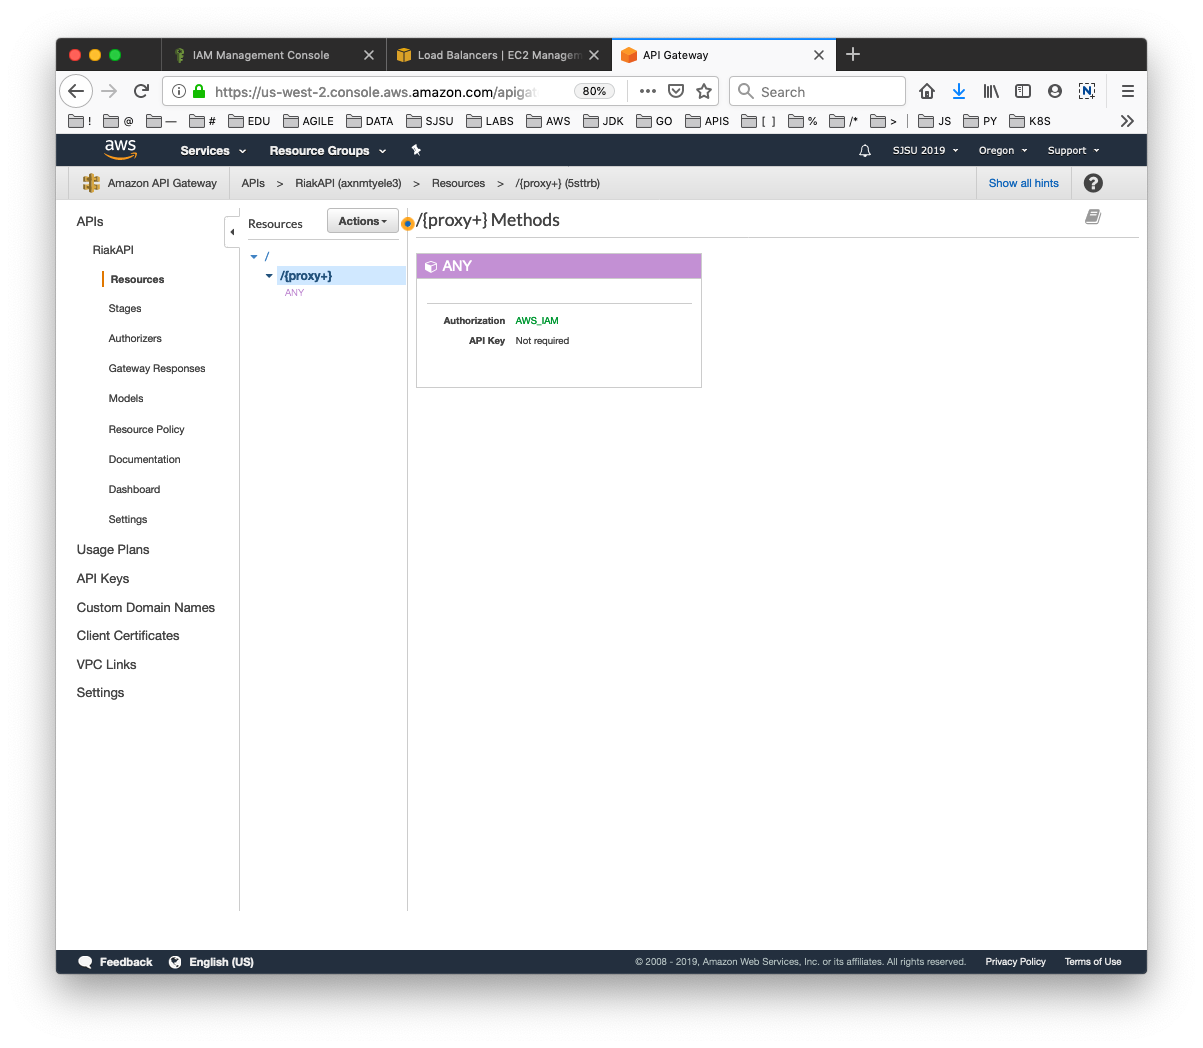 IAM Management Console
Load Balancers | EC2 Managem
API Gateway
https://us-west-2.console.aws.amazon.com/apigat
80%
Search
!
@
—
#
EDU
AGILE
DATA
SJSU
LABS
AWS
JDK
GO
APIS
[ ]
%
/*
>
JS
PY
K8S
aws
Services
Resource Groups
SJSU 2019
Oregon
Support
Amazon API Gateway
APIs > RiakAPI (axnmtyele3) > Resources > /{proxy+} (5sttrb)
Show all hints
?
APIs
RiakAPI
Resources
Stages
Authorizers
Gateway Responses
Models
Resource Policy
Documentation
Dashboard
Settings
Usage Plans
API Keys
Custom Domain Names
Client Certificates
VPC Links
Settings
Resources
Actions
/
/{proxy+}
ANY
/{proxy+} Methods
ANY
Authorization AWS_IAM
API Key Not required
Feedback
English (US)
© 2008 - 2019, Amazon Web Services, Inc. or its affiliates. All rights reserved.
Privacy Policy
Terms of Use